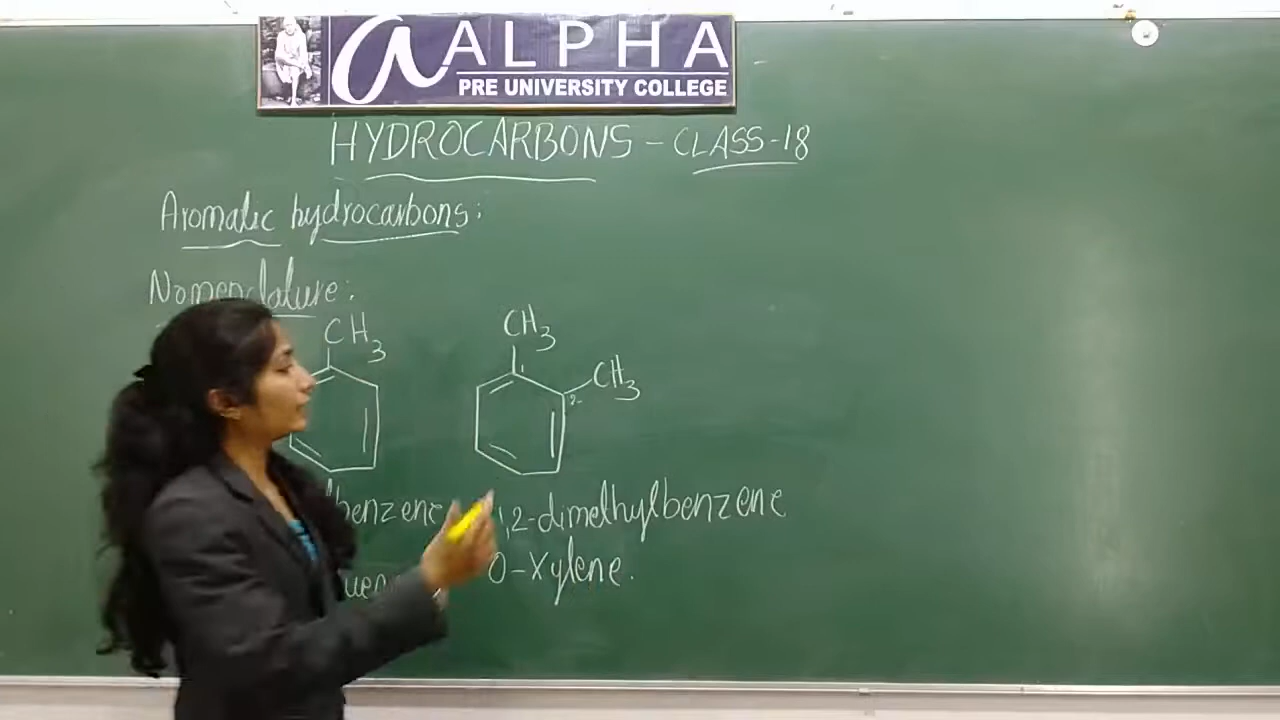 a ALPHA
PRE UNIVERSITY COLLEGE
HYDROCARBONS - CLASS-18
Aromatic hydrocarbons:
Nomenclature:
CH3
CH3
1
CH3
2
benzene
1,2-dimethylbenzene
O-Xylene.